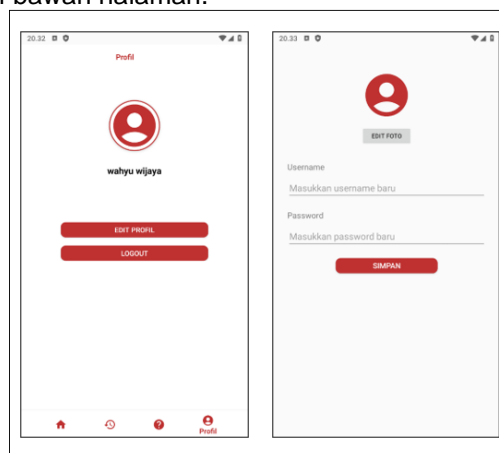 bawah halaman.
20.32
Profil
wahyu wijaya
EDIT PROFIL
LOGOUT
Profil
20.33
EDIT FOTO
Username
Masukkan username baru
Password
Masukkan password baru
SIMPAN